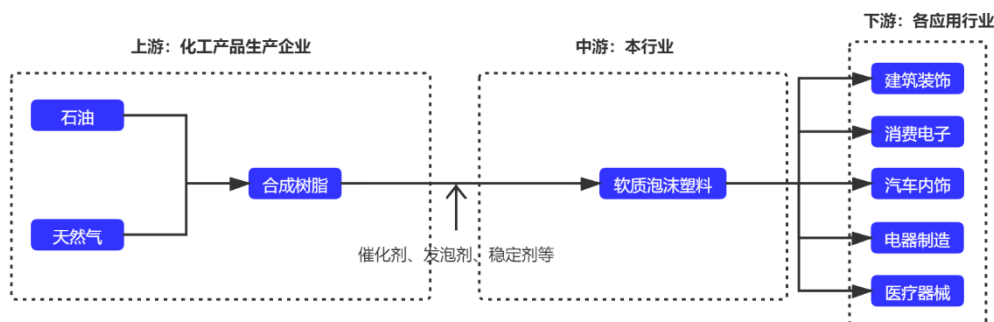 下游：各应用行业
上游：化工产品生产企业
中游：本行业
石油
天然气
合成树脂
催化剂、发泡剂、稳定剂等
软质泡沫塑料
建筑装饰
消费电子
汽车内饰
电器制造
医疗器械